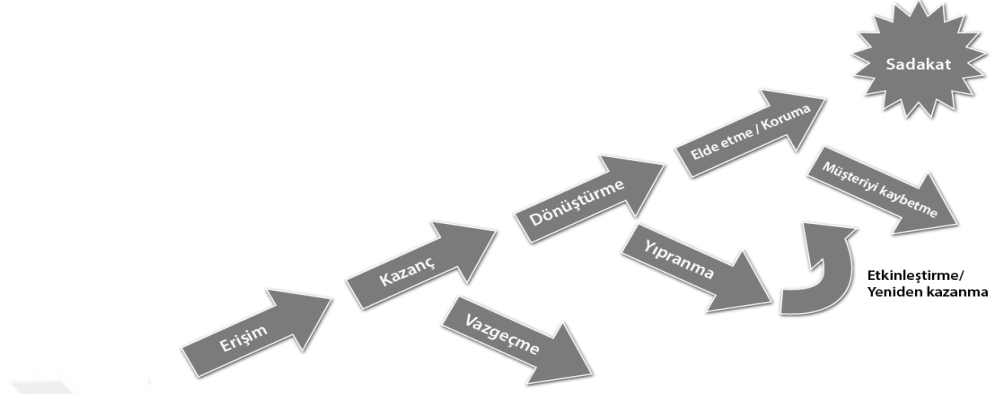 Sadakat
Elde etme / Koruma
Müşteriyi kaybetme
Dönüştürme
Yıpranma
Kazanç
Etkinleştirme/
Yeniden kazanma
Erişim
Vazgeçme